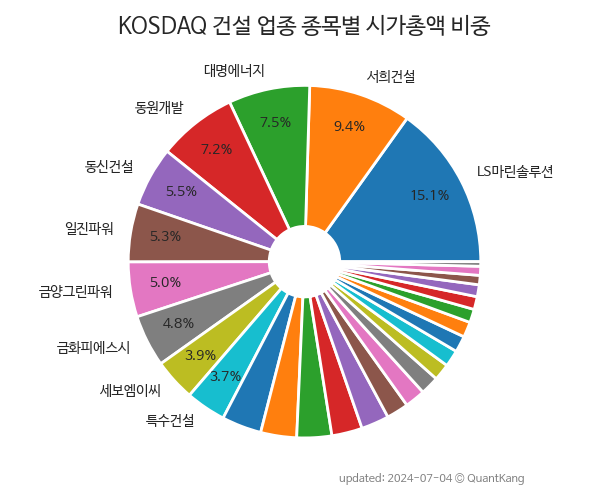 KOSDAQ 건설 업종 종목별 시가총액 비중
LS마린솔루션
15.1%
서희건설
9.4%
대명에너지
7.5%
동원개발
7.2%
동신건설
5.5%
일진파워
5.3%
금양그린파워
5.0%
금화피에스시
4.8%
세보엠이씨
3.9%
특수건설
3.7%
updated: 2024-07-04 © QuantKang